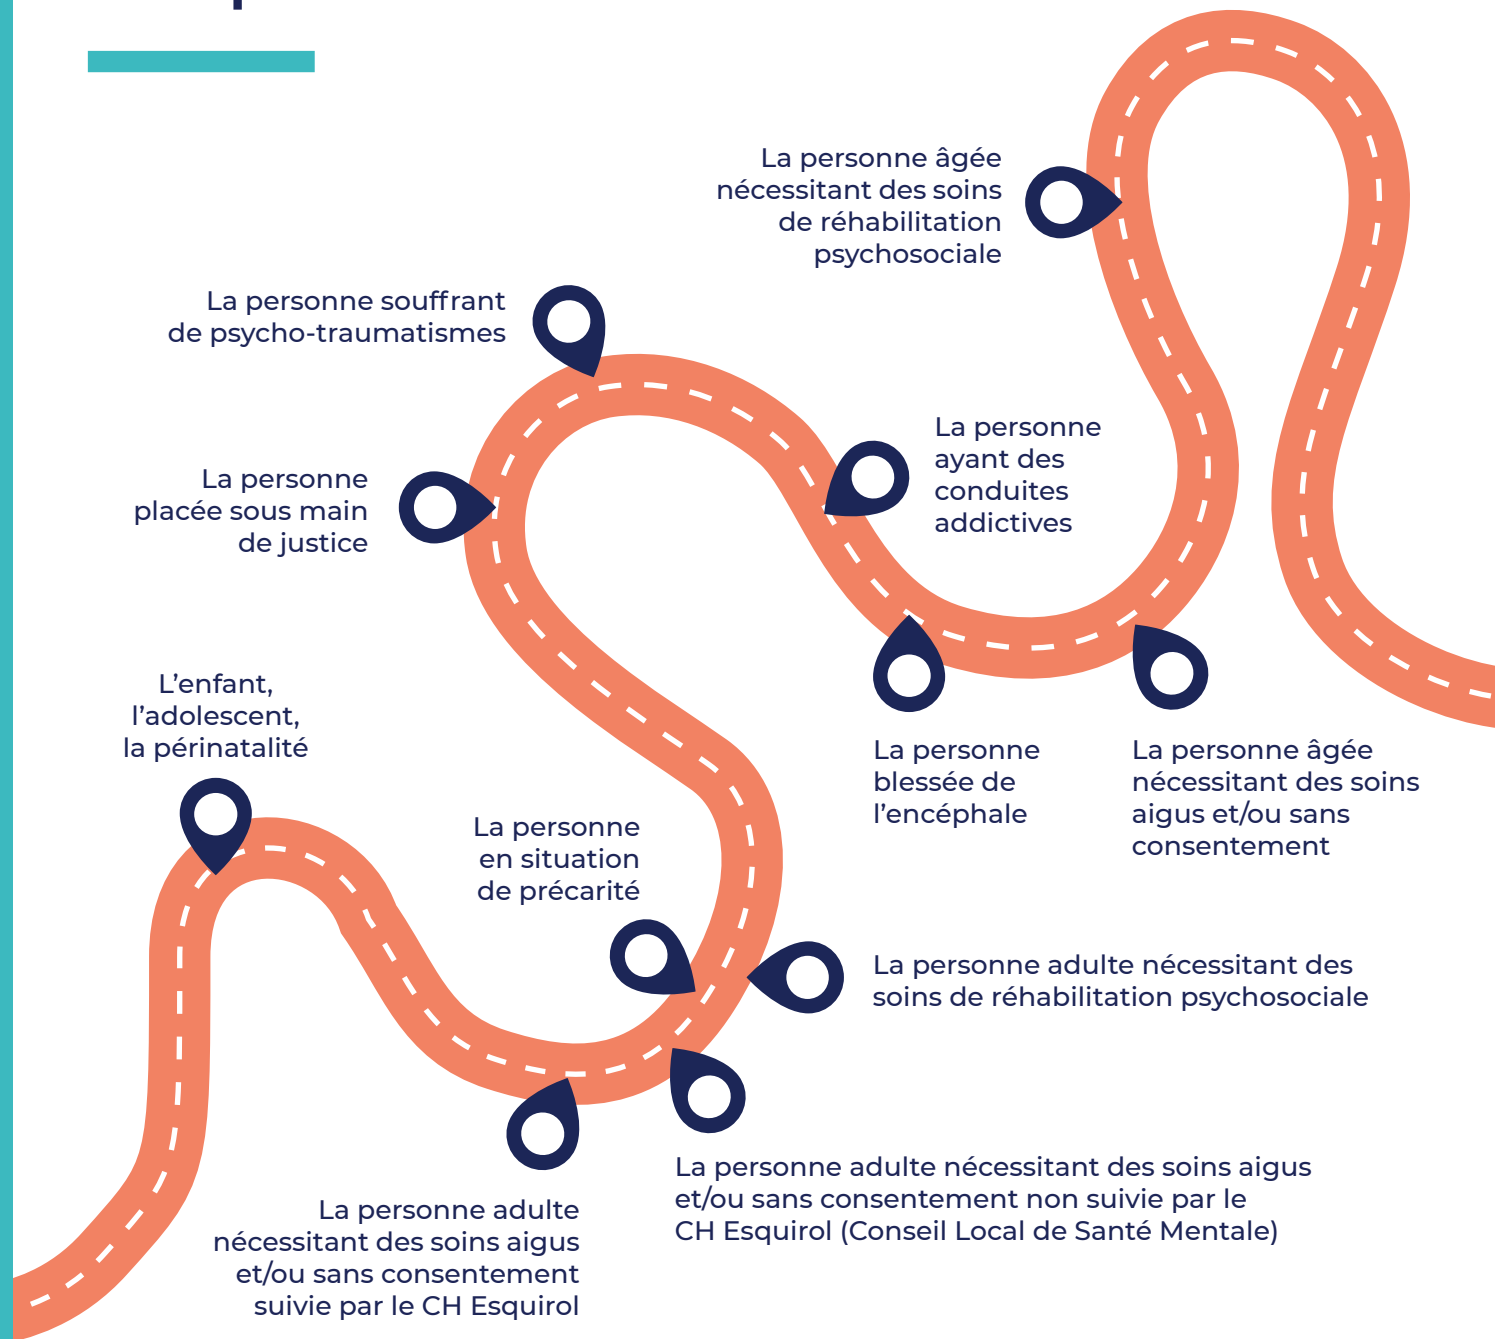 La personne âgée
nécessitant des soins
de réhabilitation
psychosociale
La personne souffrant
de psycho-traumatismes
La personne
ayant des
conduites
addictives
La personne
placée sous main
de justice
L’enfant,
l’adolescent,
la périnatalité
La personne
blessée de
l’encéphale
La personne âgée
nécessitant des soins
aigus et/ou sans
consentement
La personne
en situation
de précarité
La personne adulte nécessitant des
soins de réhabilitation psychosociale
La personne adulte nécessitant des soins aigus
et/ou sans consentement non suivie par le
CH Esquirol (Conseil Local de Santé Mentale)
La personne adulte
nécessitant des soins aigus
et/ou sans consentement
suivie par le CH Esquirol